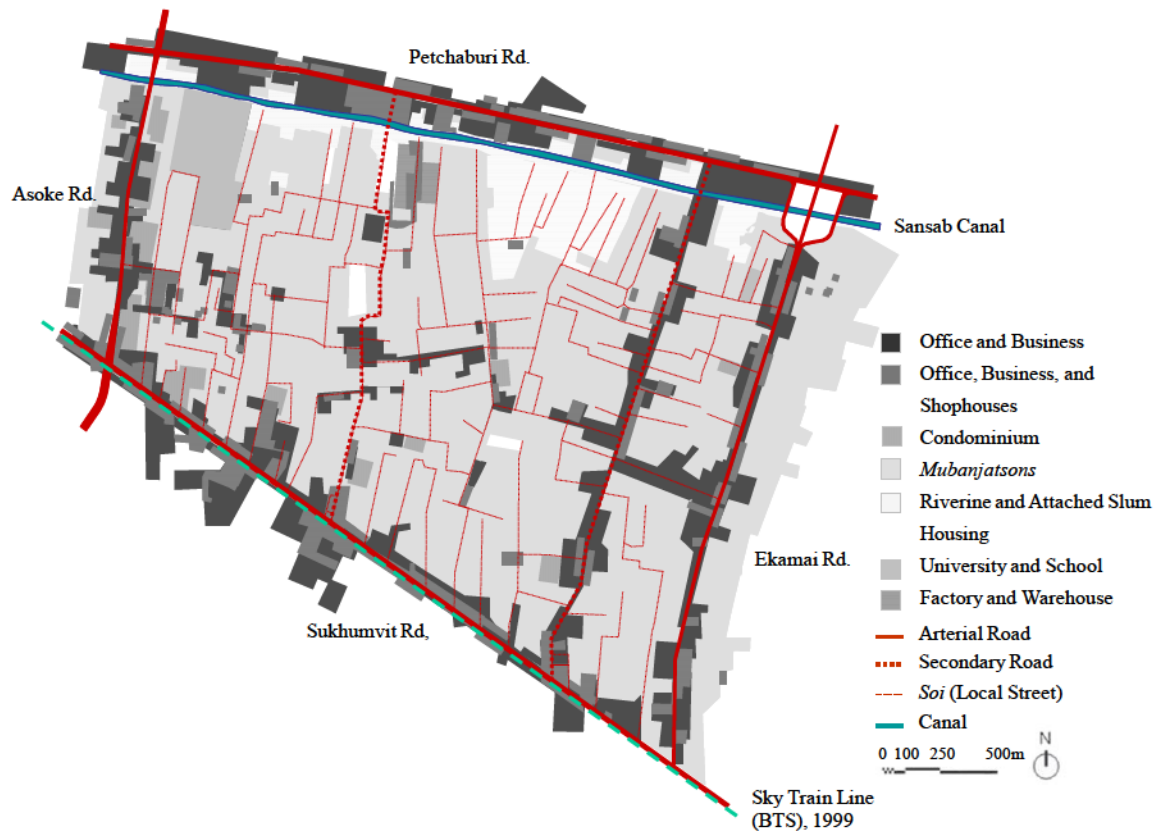 Petchaburi Rd.
Asoke Rd.
Sansab Canal
Office and Business
Office, Business, and
Shophouses
Condominium
Mubanjatsons
Riverine and Attached Slum
Housing
University and School
Factory and Warehouse
Arterial Road
Secondary Road
Soi (Local Street)
Canal
0 100 250 500m
N
Ekamai Rd.
Sukhumvit Rd,
Sky Train Line
(BTS), 1999